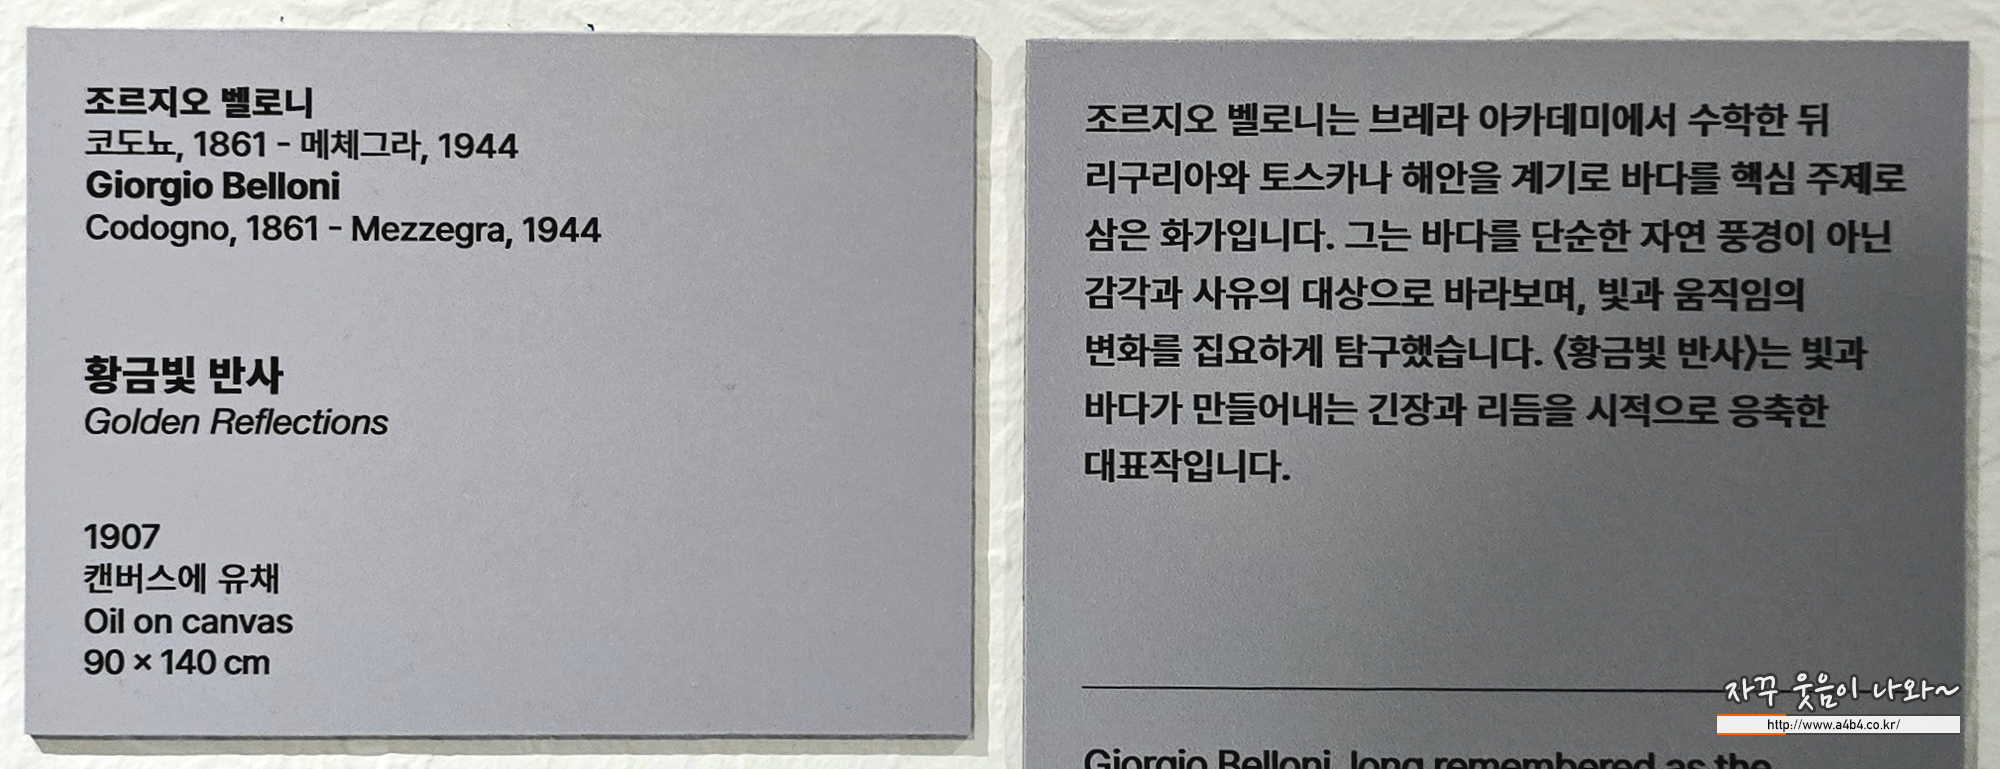 조르지오 벨로니
코도뇨, 1861 - 메체그라, 1944
Giorgio Belloni
Codogno, 1861 - Mezzegra, 1944
황금빛 반사
Golden Reflections
1907
캔버스에 유채
Oil on canvas
90 × 140 cm
조르지오 벨로니는 브레라 아카데미에서 수학한 뒤
리구리아와 토스카나 해안을 계기로 바다를 핵심 주제로
삼은 화가입니다. 그는 바다를 단순한 자연 풍경이 아닌
감각과 사유의 대상으로 바라보며, 빛과 움직임의
변화를 집요하게 탐구했습니다. 〈황금빛 반사〉는 빛과
바다가 만들어내는 긴장과 리듬을 시적으로 응축한
대표작입니다.
Giorgio Belloni, long remembered as the
자꾸 웃음이 나와~
http://www.a4b4.co.kr/